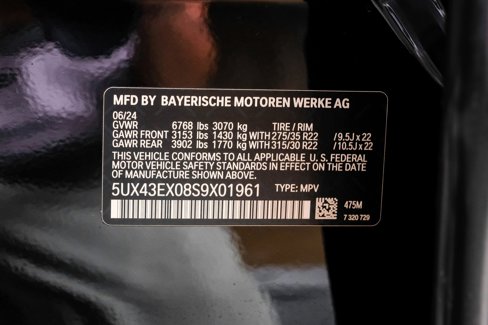 MFD BY BAYERISCHE MOTOREN WERKE AG
06/24
GVWR 6768 lbs 3070 kg TIRE / RIM
GAWR FRONT 3153 lbs 1430 kg WITH 275/35 R22 / 9.5J x 22
GAWR REAR 3902 lbs 1770 kg WITH 315/30 R22 / 10.5J x 22
THIS VEHICLE CONFORMS TO ALL APPLICABLE U. S. FEDERAL
MOTOR VEHICLE SAFETY STANDARDS IN EFFECT ON THE DATE
OF MANUFACTURE SHOWN ABOVE.
5UX43EX08S9X01961 TYPE: MPV
475M
7 320 729